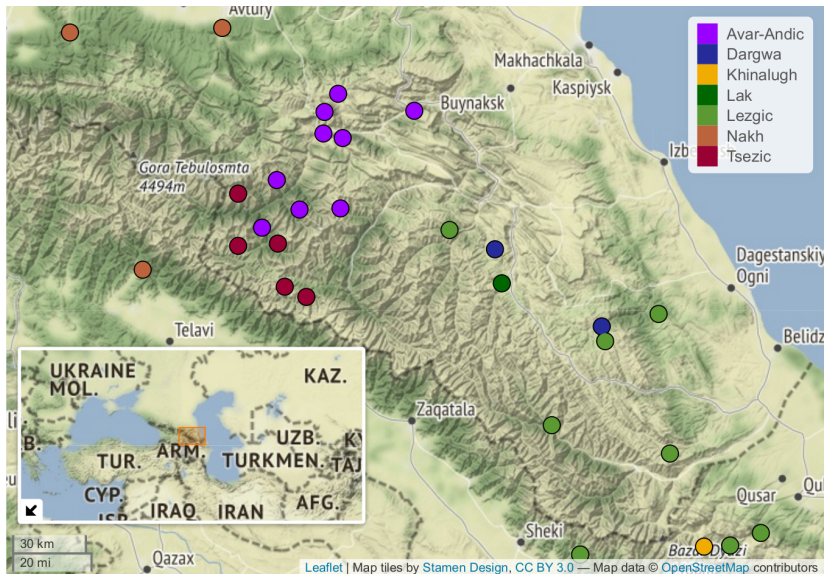 Avtury
Makhachkala
Kaspiysk
Buynaksk
Avar-Andic
Dargwa
Khinalugh
Lak
Lezgic
Nakh
Tsezic
Gora Tebulosmta
4494m
Dagestanskiy
Ogni
Telavi
UKRAINE
MOL.
KAZ.
UZB.
ARM.
TUR.
TURKMEN.
CYP.
IRAQ
IRAN
AFG.
Zaqatala
Qusar
Sheki
Qazax
30 km
20 mi
Leaflet | Map tiles by Stamen Design, CC BY 3.0 — Map data © OpenStreetMap contributors